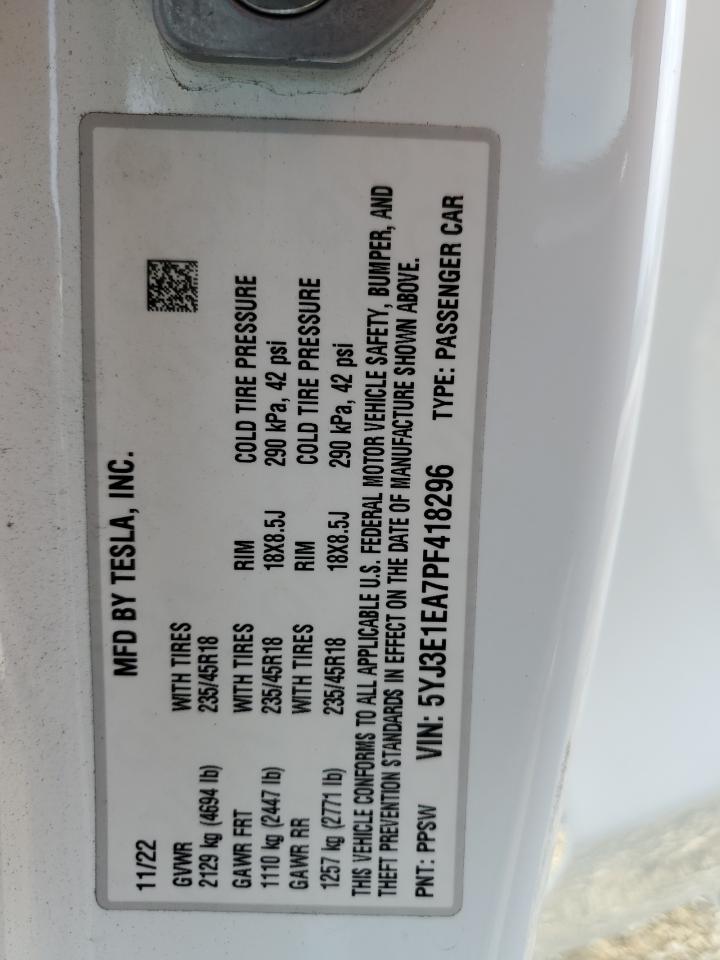 MFD BY TESLA, INC.
11/22
GVWR WITH TIRES
2129 kg (4694 lb) 235/45R18
GAWR FRT WITH TIRES RIM COLD TIRE PRESSURE
1110 kg (2447 lb) 235/45R18 18X8.5J 290 kPa, 42 psi
GAWR RR WITH TIRES RIM COLD TIRE PRESSURE
1257 kg (2771 lb) 235/45R18 18X8.5J 290 kPa, 42 psi
THIS VEHICLE CONFORMS TO ALL APPLICABLE U.S. FEDERAL MOTOR VEHICLE SAFETY, BUMPER, AND
THEFT PREVENTION STANDARDS IN EFFECT ON THE DATE OF MANUFACTURE SHOWN ABOVE.
PNT: PPSW VIN: 5YJ3E1EA7PF418296 TYPE: PASSENGER CAR